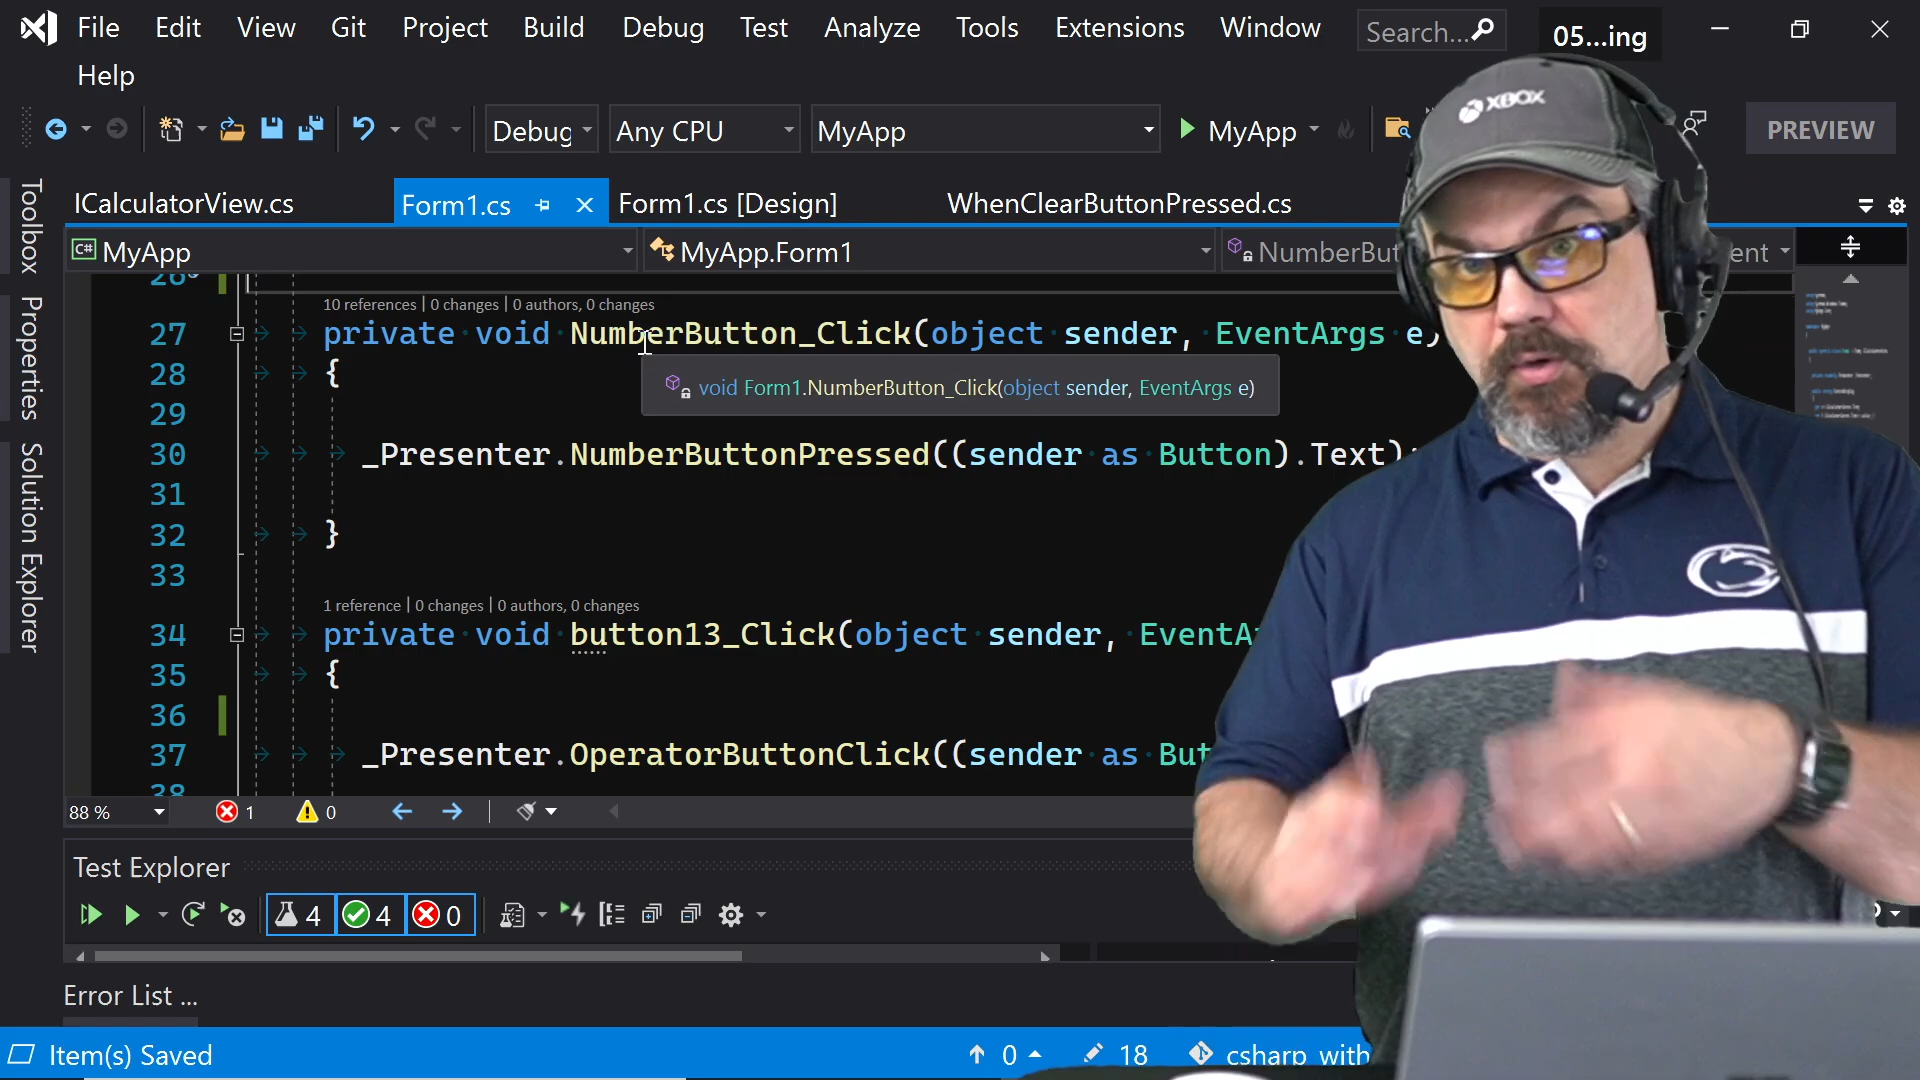 File Edit View Git Project Build Debug Test Analyze Tools Extensions Window Search... 05...ing
Help
Debug Any CPU MyApp MyApp PREVIEW
XBOX
ICalculatorView.cs Form1.cs Form1.cs [Design] WhenClearButtonPressed.cs
Toolbox
Properties
Solution Explorer
C# MyApp MyApp.Form1 NumberBut ent
26
10 references | 0 changes | 0 authors, 0 changes
27 private void NumberButton_Click(object sender, EventArgs e)
28 {
void Form1.NumberButton_Click(object sender, EventArgs e)
29
30 _Presenter.NumberButtonPressed((sender as Button).Text);
31
32 }
33
1 reference | 0 changes | 0 authors, 0 changes
34 private void button13_Click(object sender, EventA
35 {
36
37 _Presenter.OperatorButtonClick((sender as But
38
88 % 1 0
Test Explorer
4 4 0
Error List ...
Item(s) Saved 0 18 csharp_with